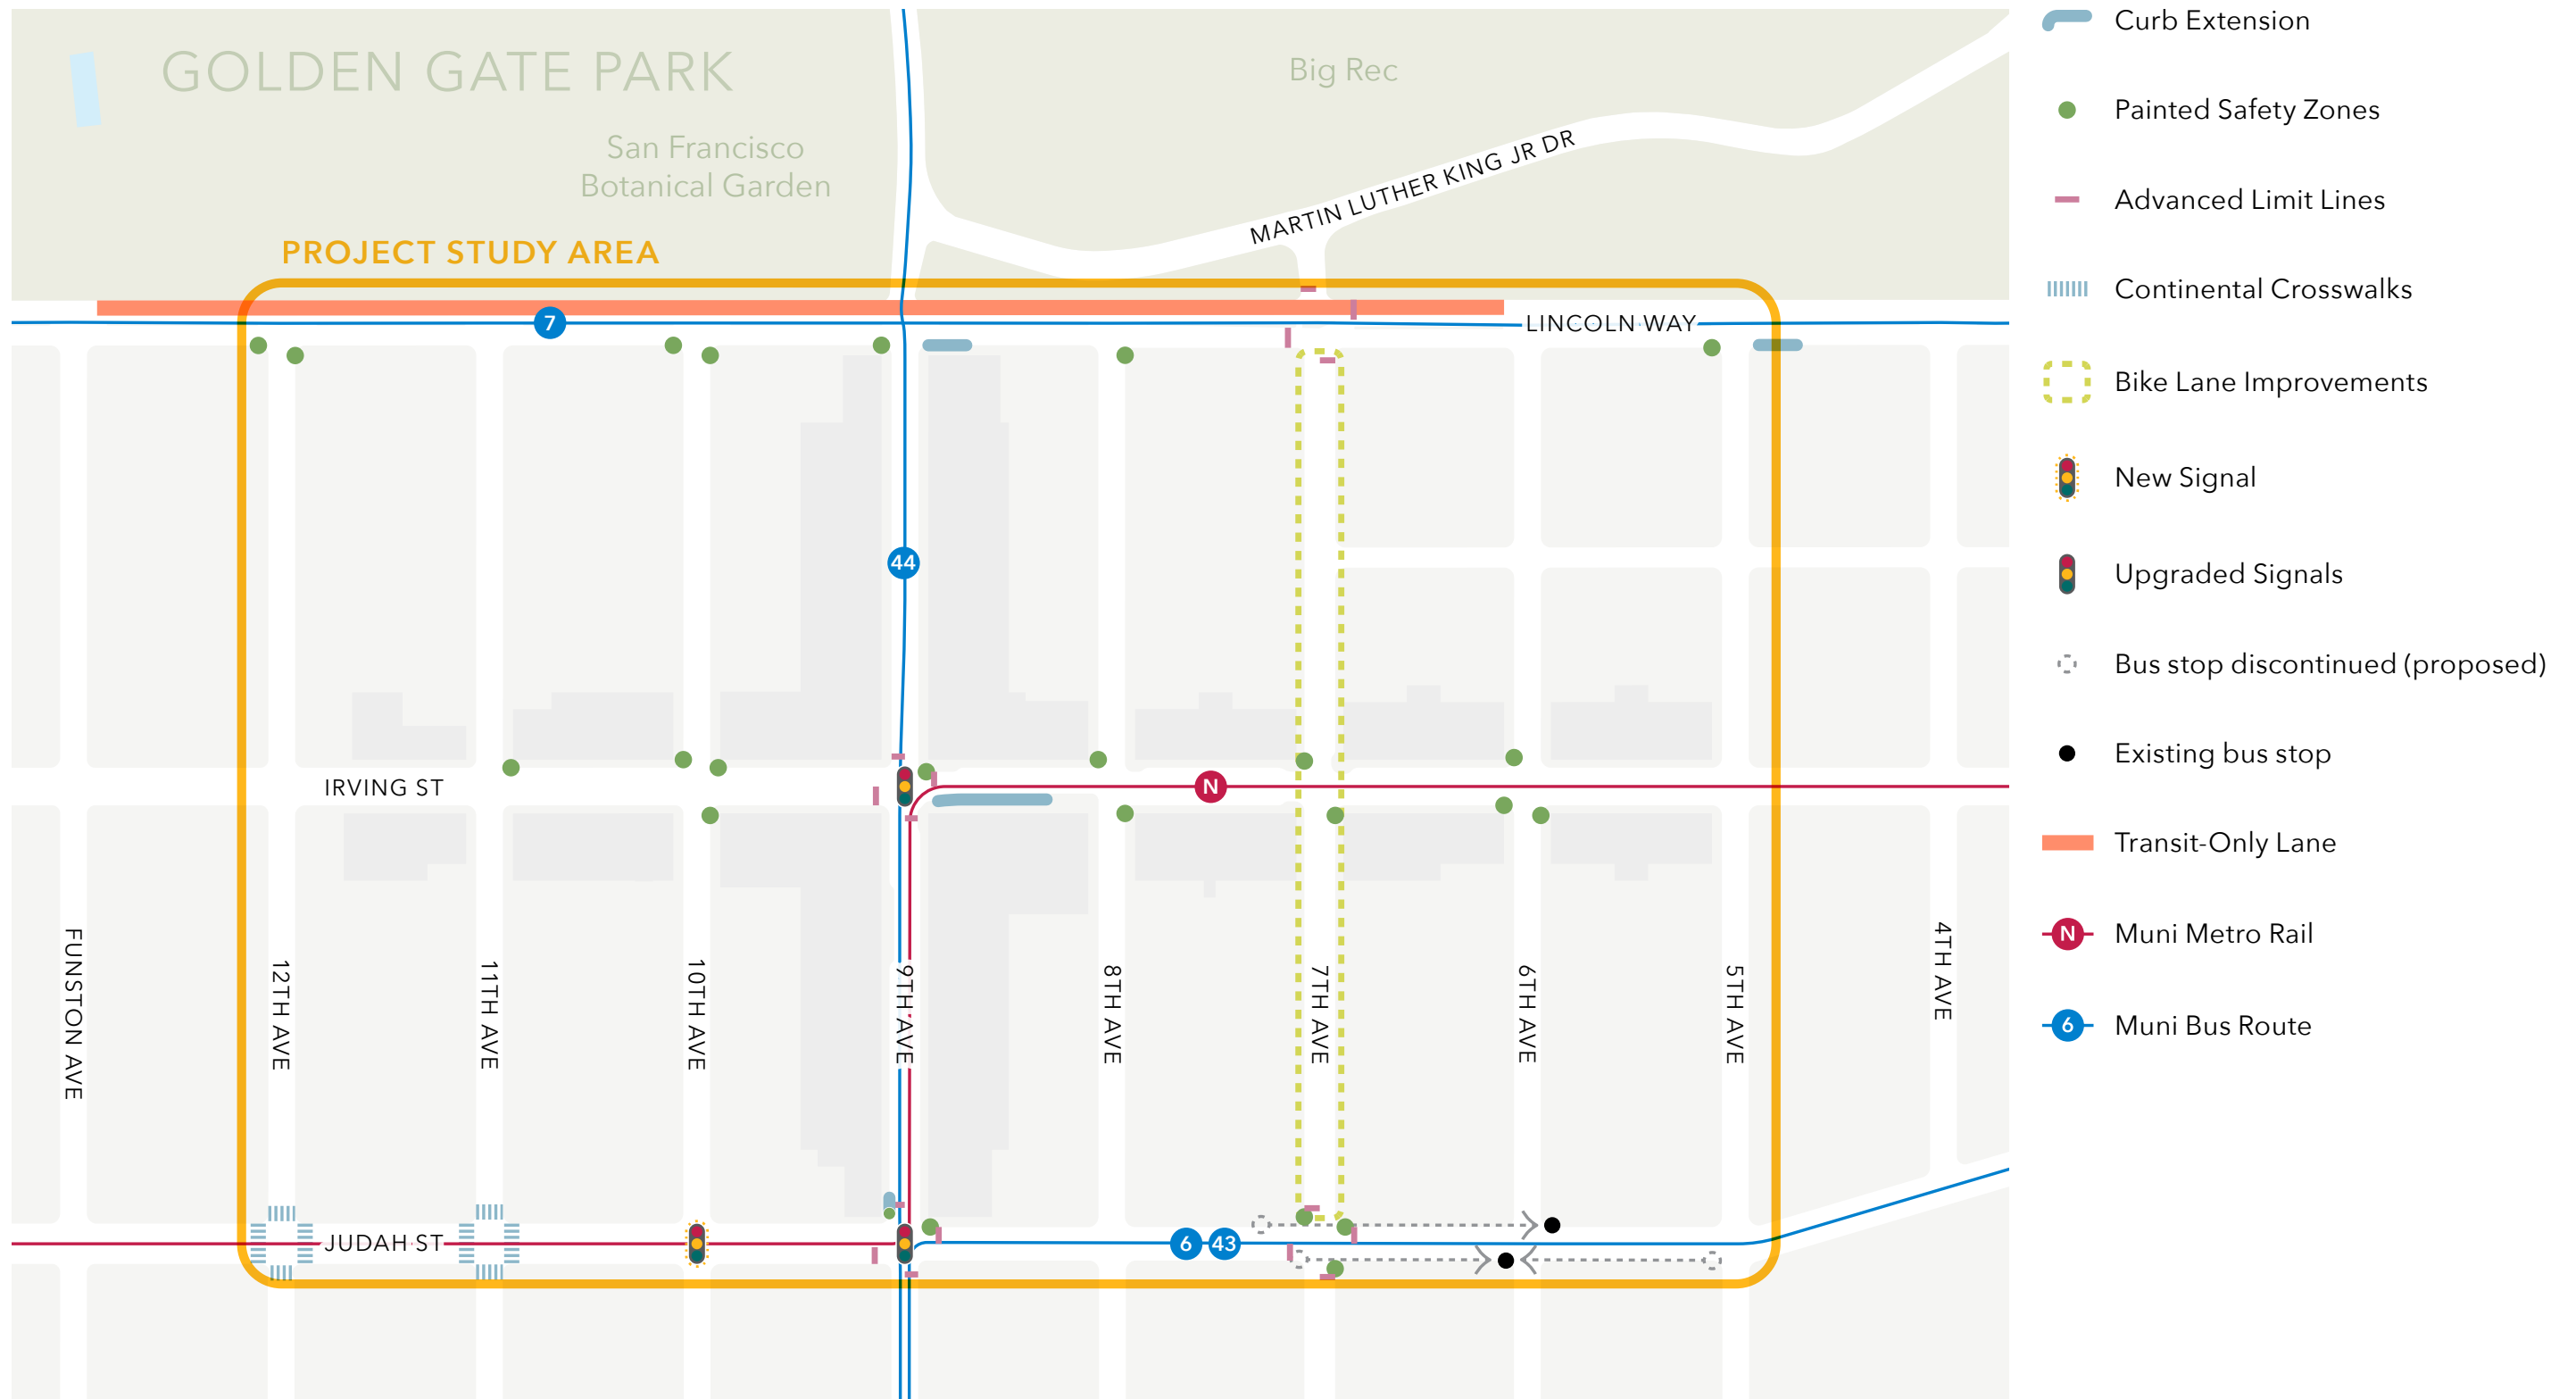 GOLDEN GATE PARK
Big Rec
San Francisco
Botanical Garden
MARTIN LUTHER KING JR DR
PROJECT STUDY AREA
7
LINCOLN WAY
44
IRVING ST
N
FUNSTON AVE
12TH AVE
11TH AVE
10TH AVE
9TH AVE
8TH AVE
7TH AVE
6TH AVE
5TH AVE
4TH AVE
JUDAH ST
6
43
Curb Extension
Painted Safety Zones
Advanced Limit Lines
Continental Crosswalks
Bike Lane Improvements
New Signal
Upgraded Signals
Bus stop discontinued (proposed)
Existing bus stop
Transit-Only Lane
N Muni Metro Rail
6 Muni Bus Route